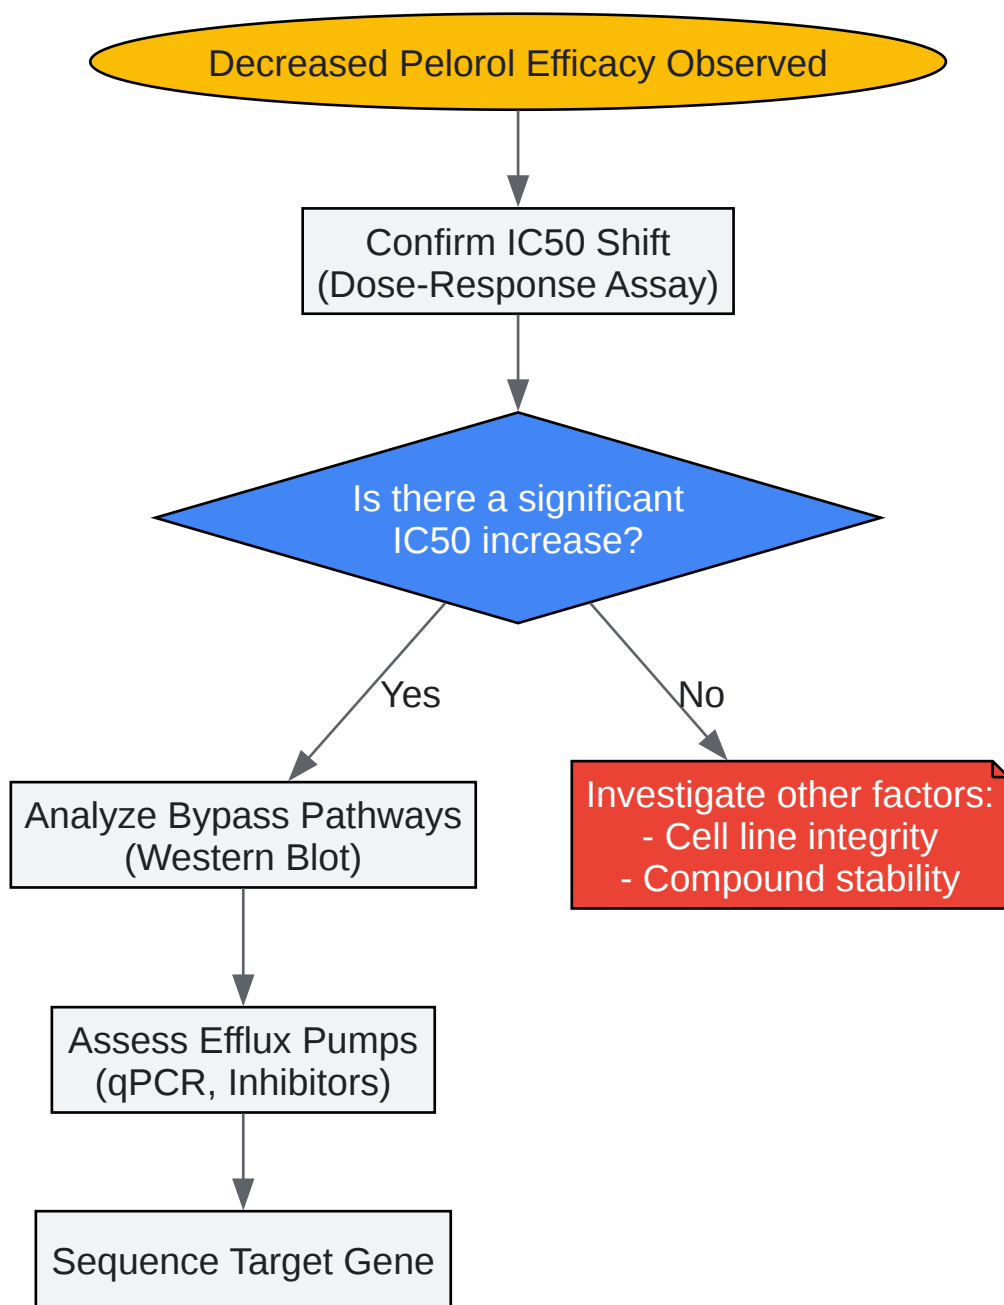 Decreased Pelorol Efficacy Observed
Confirm IC50 Shift
(Dose-Response Assay)
Is there a significant
IC50 increase?
Yes
No
Analyze Bypass Pathways
(Western Blot)
Investigate other factors:
- Cell line integrity
- Compound stability
Assess Efflux Pumps
(qPCR, Inhibitors)
Sequence Target Gene